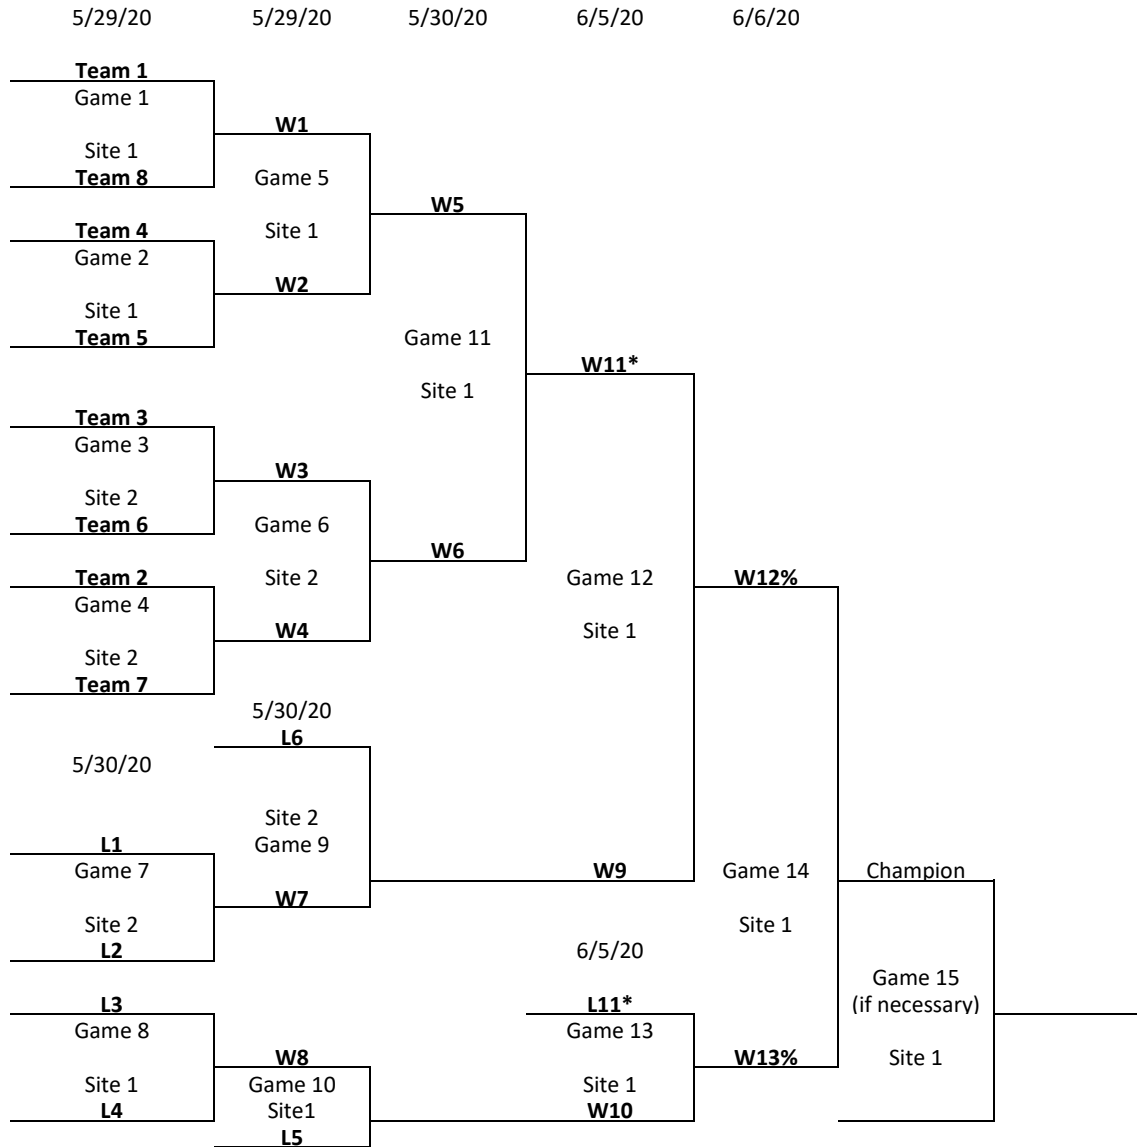 5/29/20 5/29/20 5/30/20 6/5/20 6/6/20
Team 1
Game 1
W1
Site 1
Team 8 Game 5
W5
Team 4 Site 1
Game 2
W2
Site 1
Team 5 Game 11
W11*
Site 1
Team 3
Game 3
W3
Site 2
Team 6 Game 6
W6
Team 2 Site 2 Game 12 W12%
Game 4
W4 Site 1
Site 2
Team 7
5/30/20
L6
5/30/20
Site 2
L1 Game 9
Game 7 W9 Game 14 Champion
W7
Site 2 Site 1
L2 6/5/20
Game 15
L3 L11* (if necessary)
Game 8 Game 13
W8 W13% Site 1
Site 1 Game 10 Site 1
L4 Site1 W10
L5